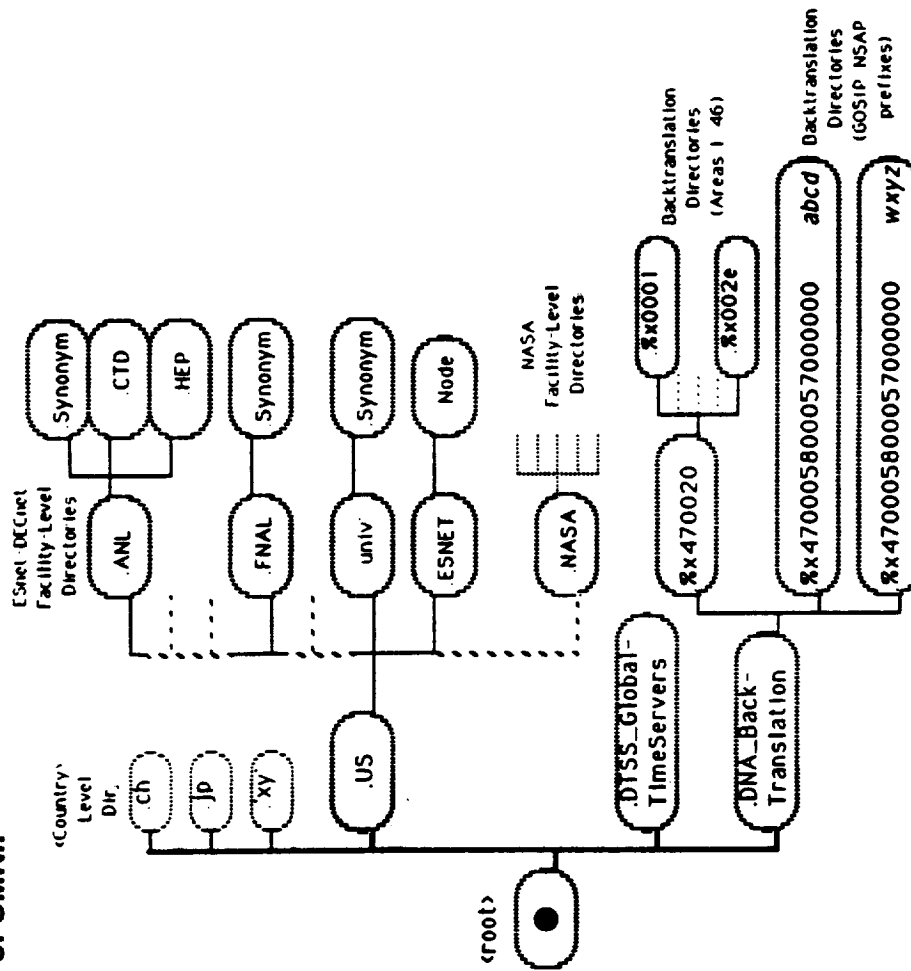 <root>
<Country>
Level
Dir.
.ch
.jp
.xy
.US
.DTSS_Global-
TimeServers
.DNA_Back-
Translation
ESnet-DECnet
Facility-Level
Directories
.ANL
.FNAL
univ
.ESNET
.NASA
.Synonym
.CTD
.HEP
.Synonym
.Synonym
Node
NASA
Facility-Level
Directories
%x470020
.%x0001
.%x002e
Backtranslation
Directories
(Areas 1 46)
%x470005800057000000 abcd
%x470005800057000000 wxyz
Backtranslation
Directories
(GOSIP NSAP
prefixes)